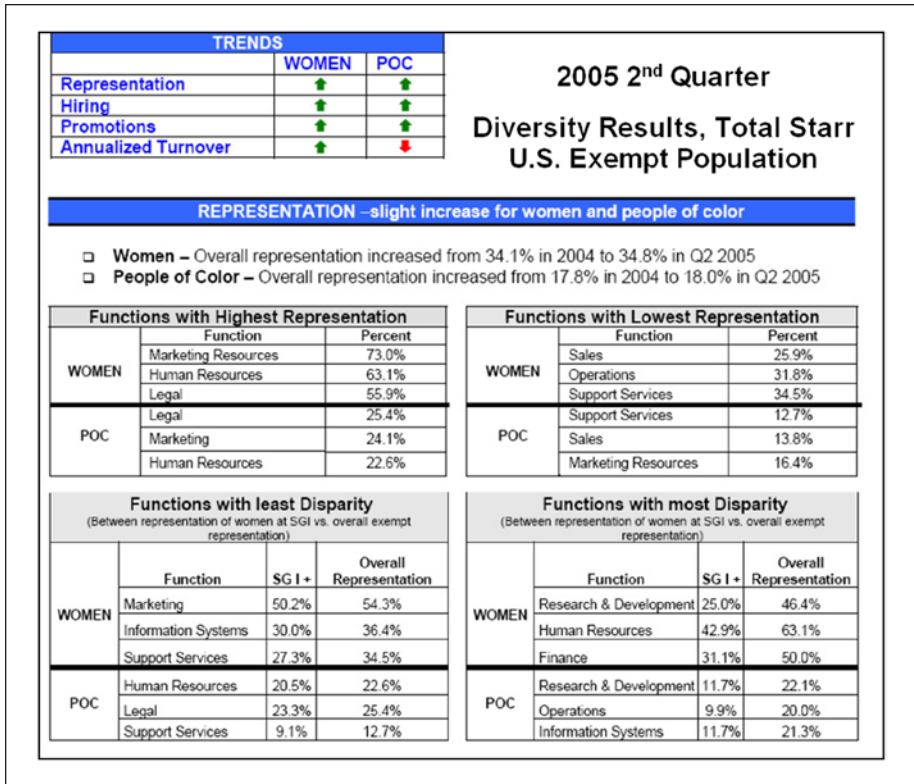 TRENDS
WOMEN POC
Representation
Hiring
Promotions
Annualized Turnover
2005 2nd Quarter
Diversity Results, Total Starr
U.S. Exempt Population
REPRESENTATION –slight increase for women and people of color
Women – Overall representation increased from 34.1% in 2004 to 34.8% in Q2 2005
People of Color – Overall representation increased from 17.8% in 2004 to 18.0% in Q2 2005
Functions with Highest Representation
Function Percent
WOMEN
Marketing Resources 73.0%
Human Resources 63.1%
Legal 55.9%
POC
Legal 25.4%
Marketing 24.1%
Human Resources 22.6%
Functions with Lowest Representation
Function Percent
WOMEN
Sales 25.9%
Operations 31.8%
Support Services 34.5%
POC
Support Services 12.7%
Sales 13.8%
Marketing Resources 16.4%
Functions with least Disparity
(Between representation of women at SGI vs. overall exempt
representation)
Overall
Function SG I + Representation
WOMEN
Marketing 50.2% 54.3%
Information Systems 30.0% 36.4%
Support Services 27.3% 34.5%
POC
Human Resources 20.5% 22.6%
Legal 23.3% 25.4%
Support Services 9.1% 12.7%
Functions with most Disparity
(Between representation of women at SGI vs. overall exempt
representation)
Overall
Function SG I + Representation
WOMEN
Research & Development 25.0% 46.4%
Human Resources 42.9% 63.1%
Finance 31.1% 50.0%
POC
Research & Development 11.7% 22.1%
Operations 9.9% 20.0%
Information Systems 11.7% 21.3%